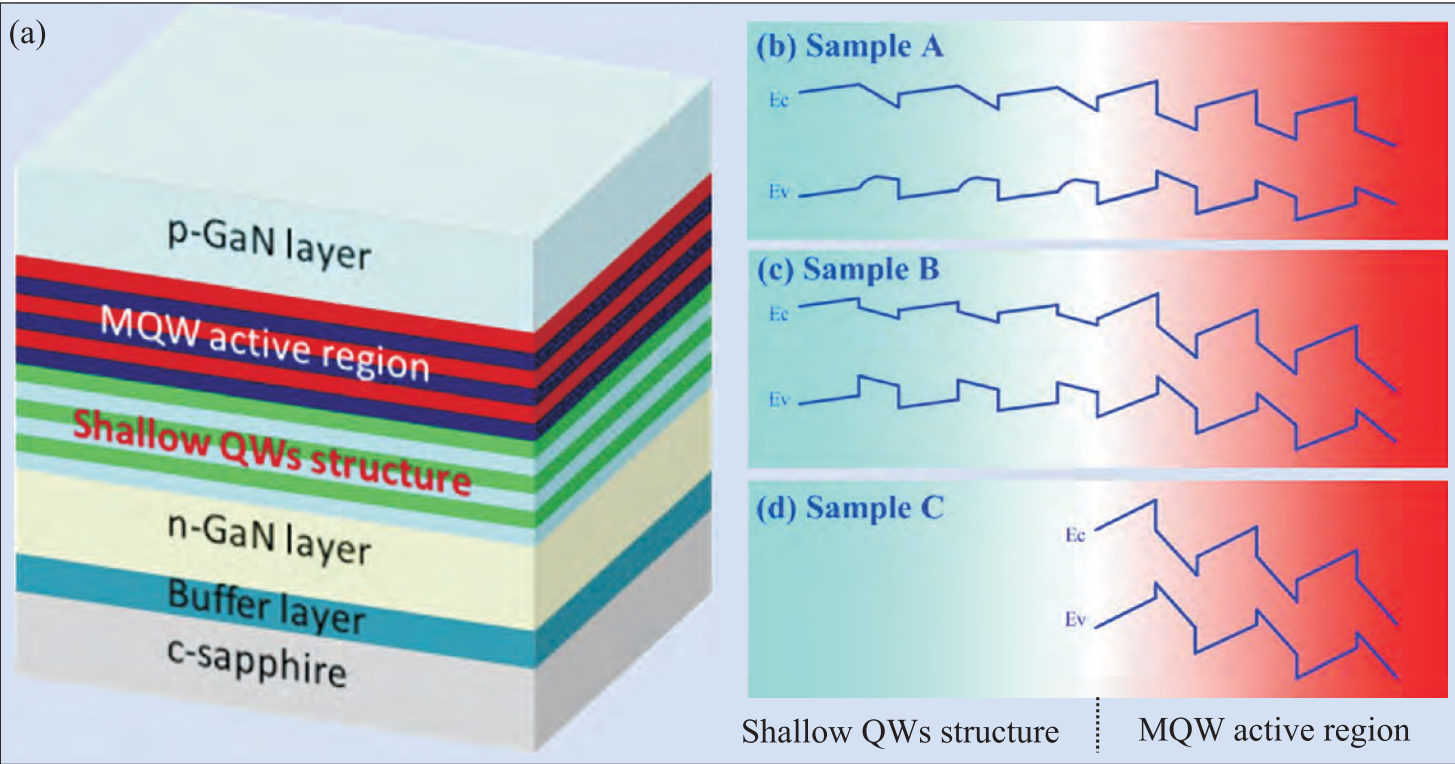 (a)
p-GaN layer
MQW active region
Shallow QWs structure
n-GaN layer
Buffer layer
c-sapphire
(b) Sample A
Ec
Ev
(c) Sample B
Ec
Ev
(d) Sample C
Ec
Ev
Shallow QWs structure
MQW active region